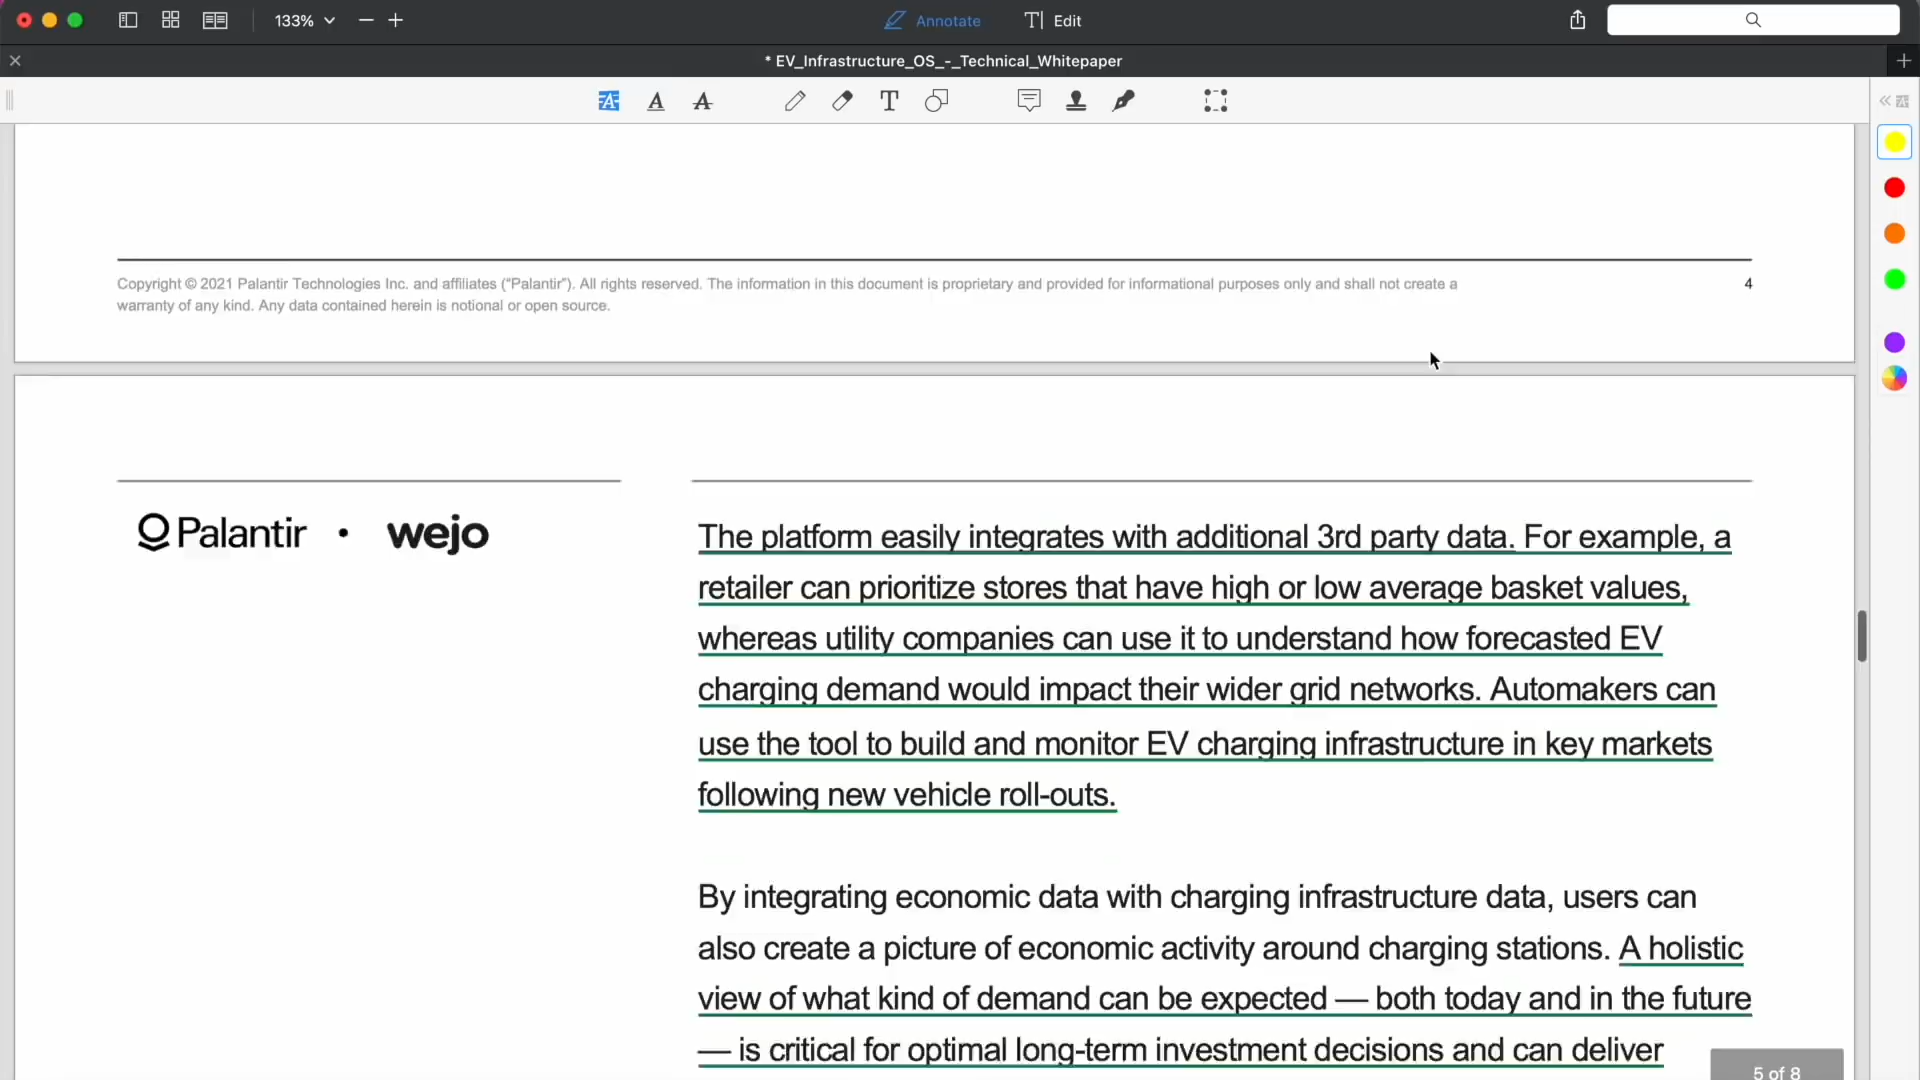 133%
Annotate
Edit
* EV_Infrastructure_OS_-_Technical_Whitepaper
Copyright © 2021 Palantir Technologies Inc. and affiliates (“Palantir”). All rights reserved. The information in this document is proprietary and provided for informational purposes only and shall not create a
warranty of any kind. Any data contained herein is notional or open source.
4
Palantir • wejo
The platform easily integrates with additional 3rd party data. For example, a
retailer can prioritize stores that have high or low average basket values,
whereas utility companies can use it to understand how forecasted EV
charging demand would impact their wider grid networks. Automakers can
use the tool to build and monitor EV charging infrastructure in key markets
following new vehicle roll-outs.
By integrating economic data with charging infrastructure data, users can
also create a picture of economic activity around charging stations. A holistic
view of what kind of demand can be expected — both today and in the future
— is critical for optimal long-term investment decisions and can deliver
5 of 8